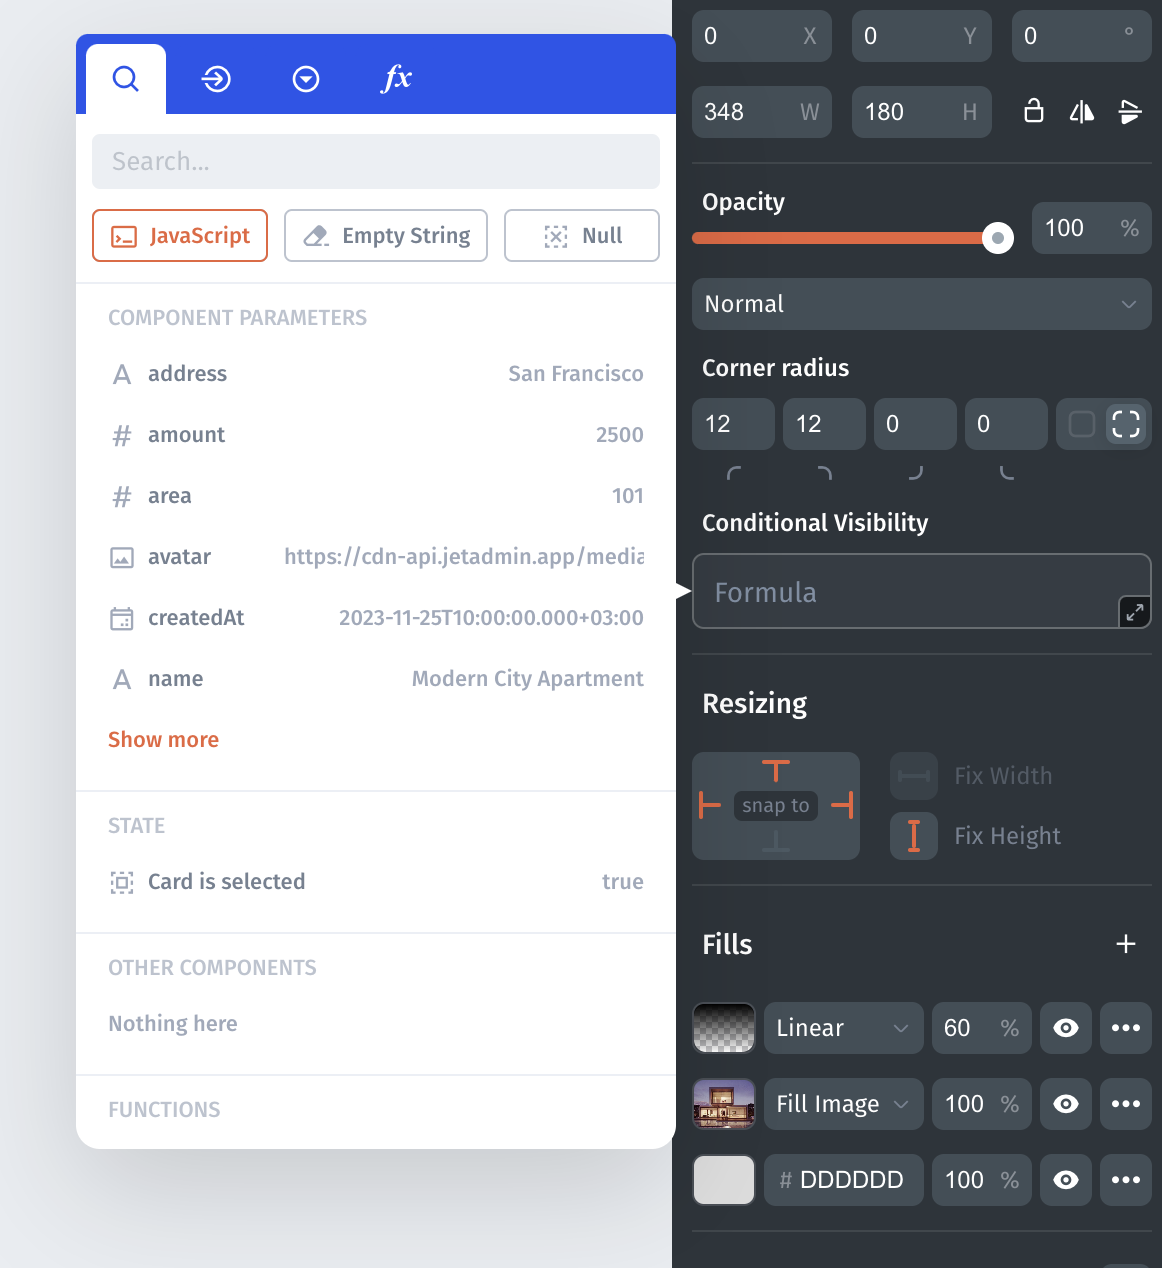 fx
Search...
JavaScript
Empty String
Null
COMPONENT PARAMETERS
A address San Francisco
# amount 2500
# area 101
avatar https://cdn-api.jetadmin.app/media
createdAt 2023-11-25T10:00:00.000+03:00
A name Modern City Apartment
Show more
STATE
Card is selected true
OTHER COMPONENTS
Nothing here
FUNCTIONS
0 X 0 Y 0 °
348 W 180 H
Opacity
100 %
Normal
Corner radius
12 12 0 0
Conditional Visibility
Formula
Resizing
snap to
Fix Width
Fix Height
Fills
Linear 60 %
Fill Image 100 %
# DDDDDD 100 %